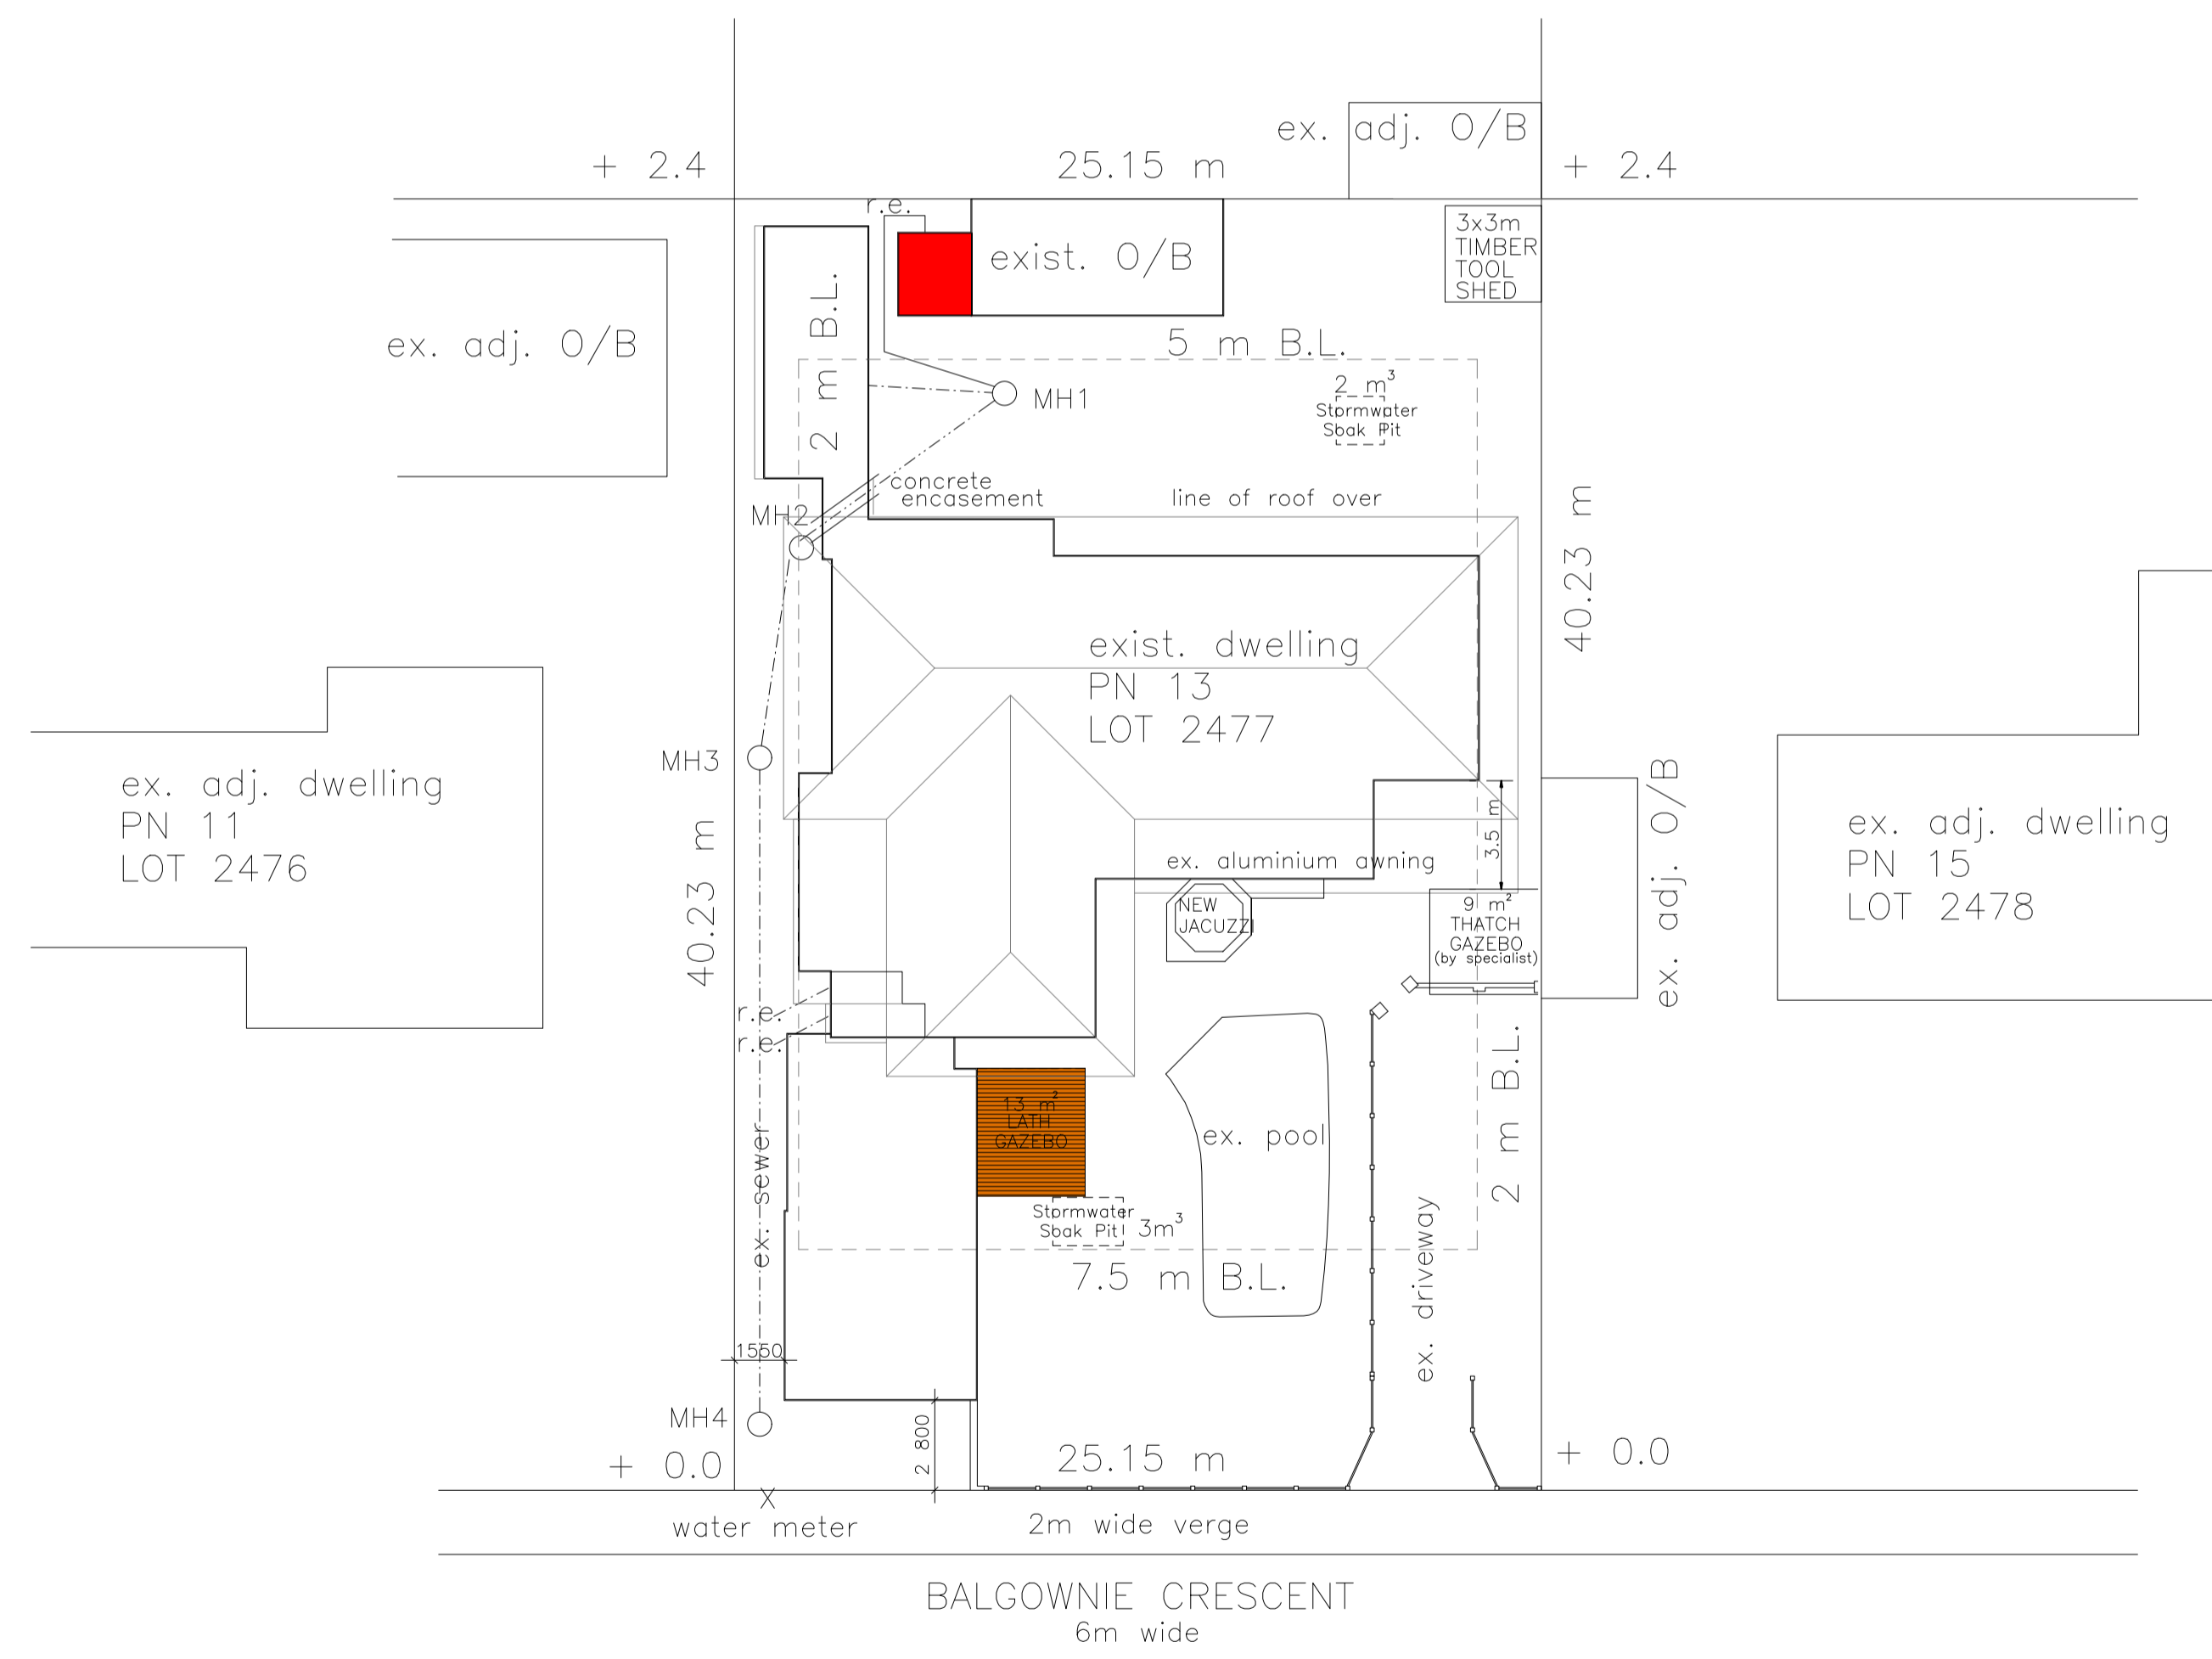 ex. adj. O/B
+ 2.4
25.15 m
+ 2.4
r.e.
exist. O/B
3x3m
TIMBER
TOOL
SHED
ex. adj. O/B
2 m B.L.
5 m B.L.
2 m³
Stormwater
Soak Pit
MH1
concrete
encasement
line of roof over
MH2
40.23 m
exist. dwelling
PN 13
LOT 2477
MH3
ex. adj. dwelling
PN 11
LOT 2476
40.23 m
3.5 m
ex. aluminium awning
ex. adj. O/B
ex. adj. dwelling
PN 15
LOT 2478
NEW
JACUZZI
9 m²
THATCH
GAZEBO
(by specialist)
r.e.
r.e.
13 m²
LATH
GAZEBO
ex. sewer
ex. pool
2 m B.L.
Stormwater
Soak Pit
3m³
7.5 m B.L.
ex. driveway
1550
MH4
2 800
+ 0.0
25.15 m
+ 0.0
X
water meter
2m wide verge
BALGOWNIE CRESCENT
6m wide